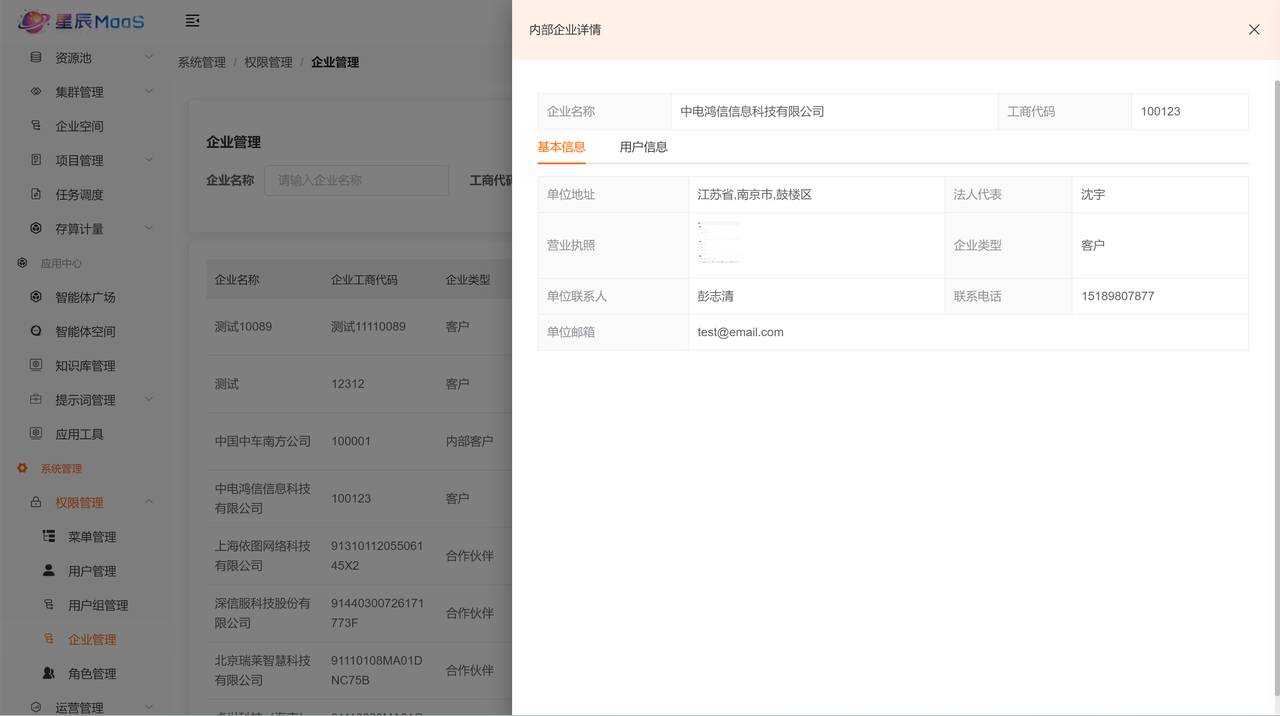 星辰MaaS
资源池
集群管理
企业空间
项目管理
任务调度
存算计量
应用中心
智能体广场
智能体空间
知识库管理
提示词管理
应用工具
系统管理
权限管理
菜单管理
用户管理
用户组管理
企业管理
角色管理
运营管理
系统管理 / 权限管理 / 企业管理
企业管理
企业名称 请输入企业名称 工商代码
企业名称 企业工商代码 企业类型
测试10089 测试11110089 客户
测试 12312 客户
中国中车南方公司 100001 内部客户
中电鸿信信息科技
有限公司
100123 客户
上海依图网络科技
有限公司
91310112055061
45X2
合作伙伴
深信服科技股份有
限公司
91440300726171
773F
合作伙伴
北京瑞莱智慧科技
有限公司
91110108MA01D
NC75B
合作伙伴
内部企业详情
企业名称 中电鸿信信息科技有限公司 工商代码 100123
基本信息 用户信息
单位地址 江苏省,南京市,鼓楼区 法人代表 沈宇
营业执照 企业类型 客户
单位联系人 彭志清 联系电话 15189807877
单位邮箱 test@email.com